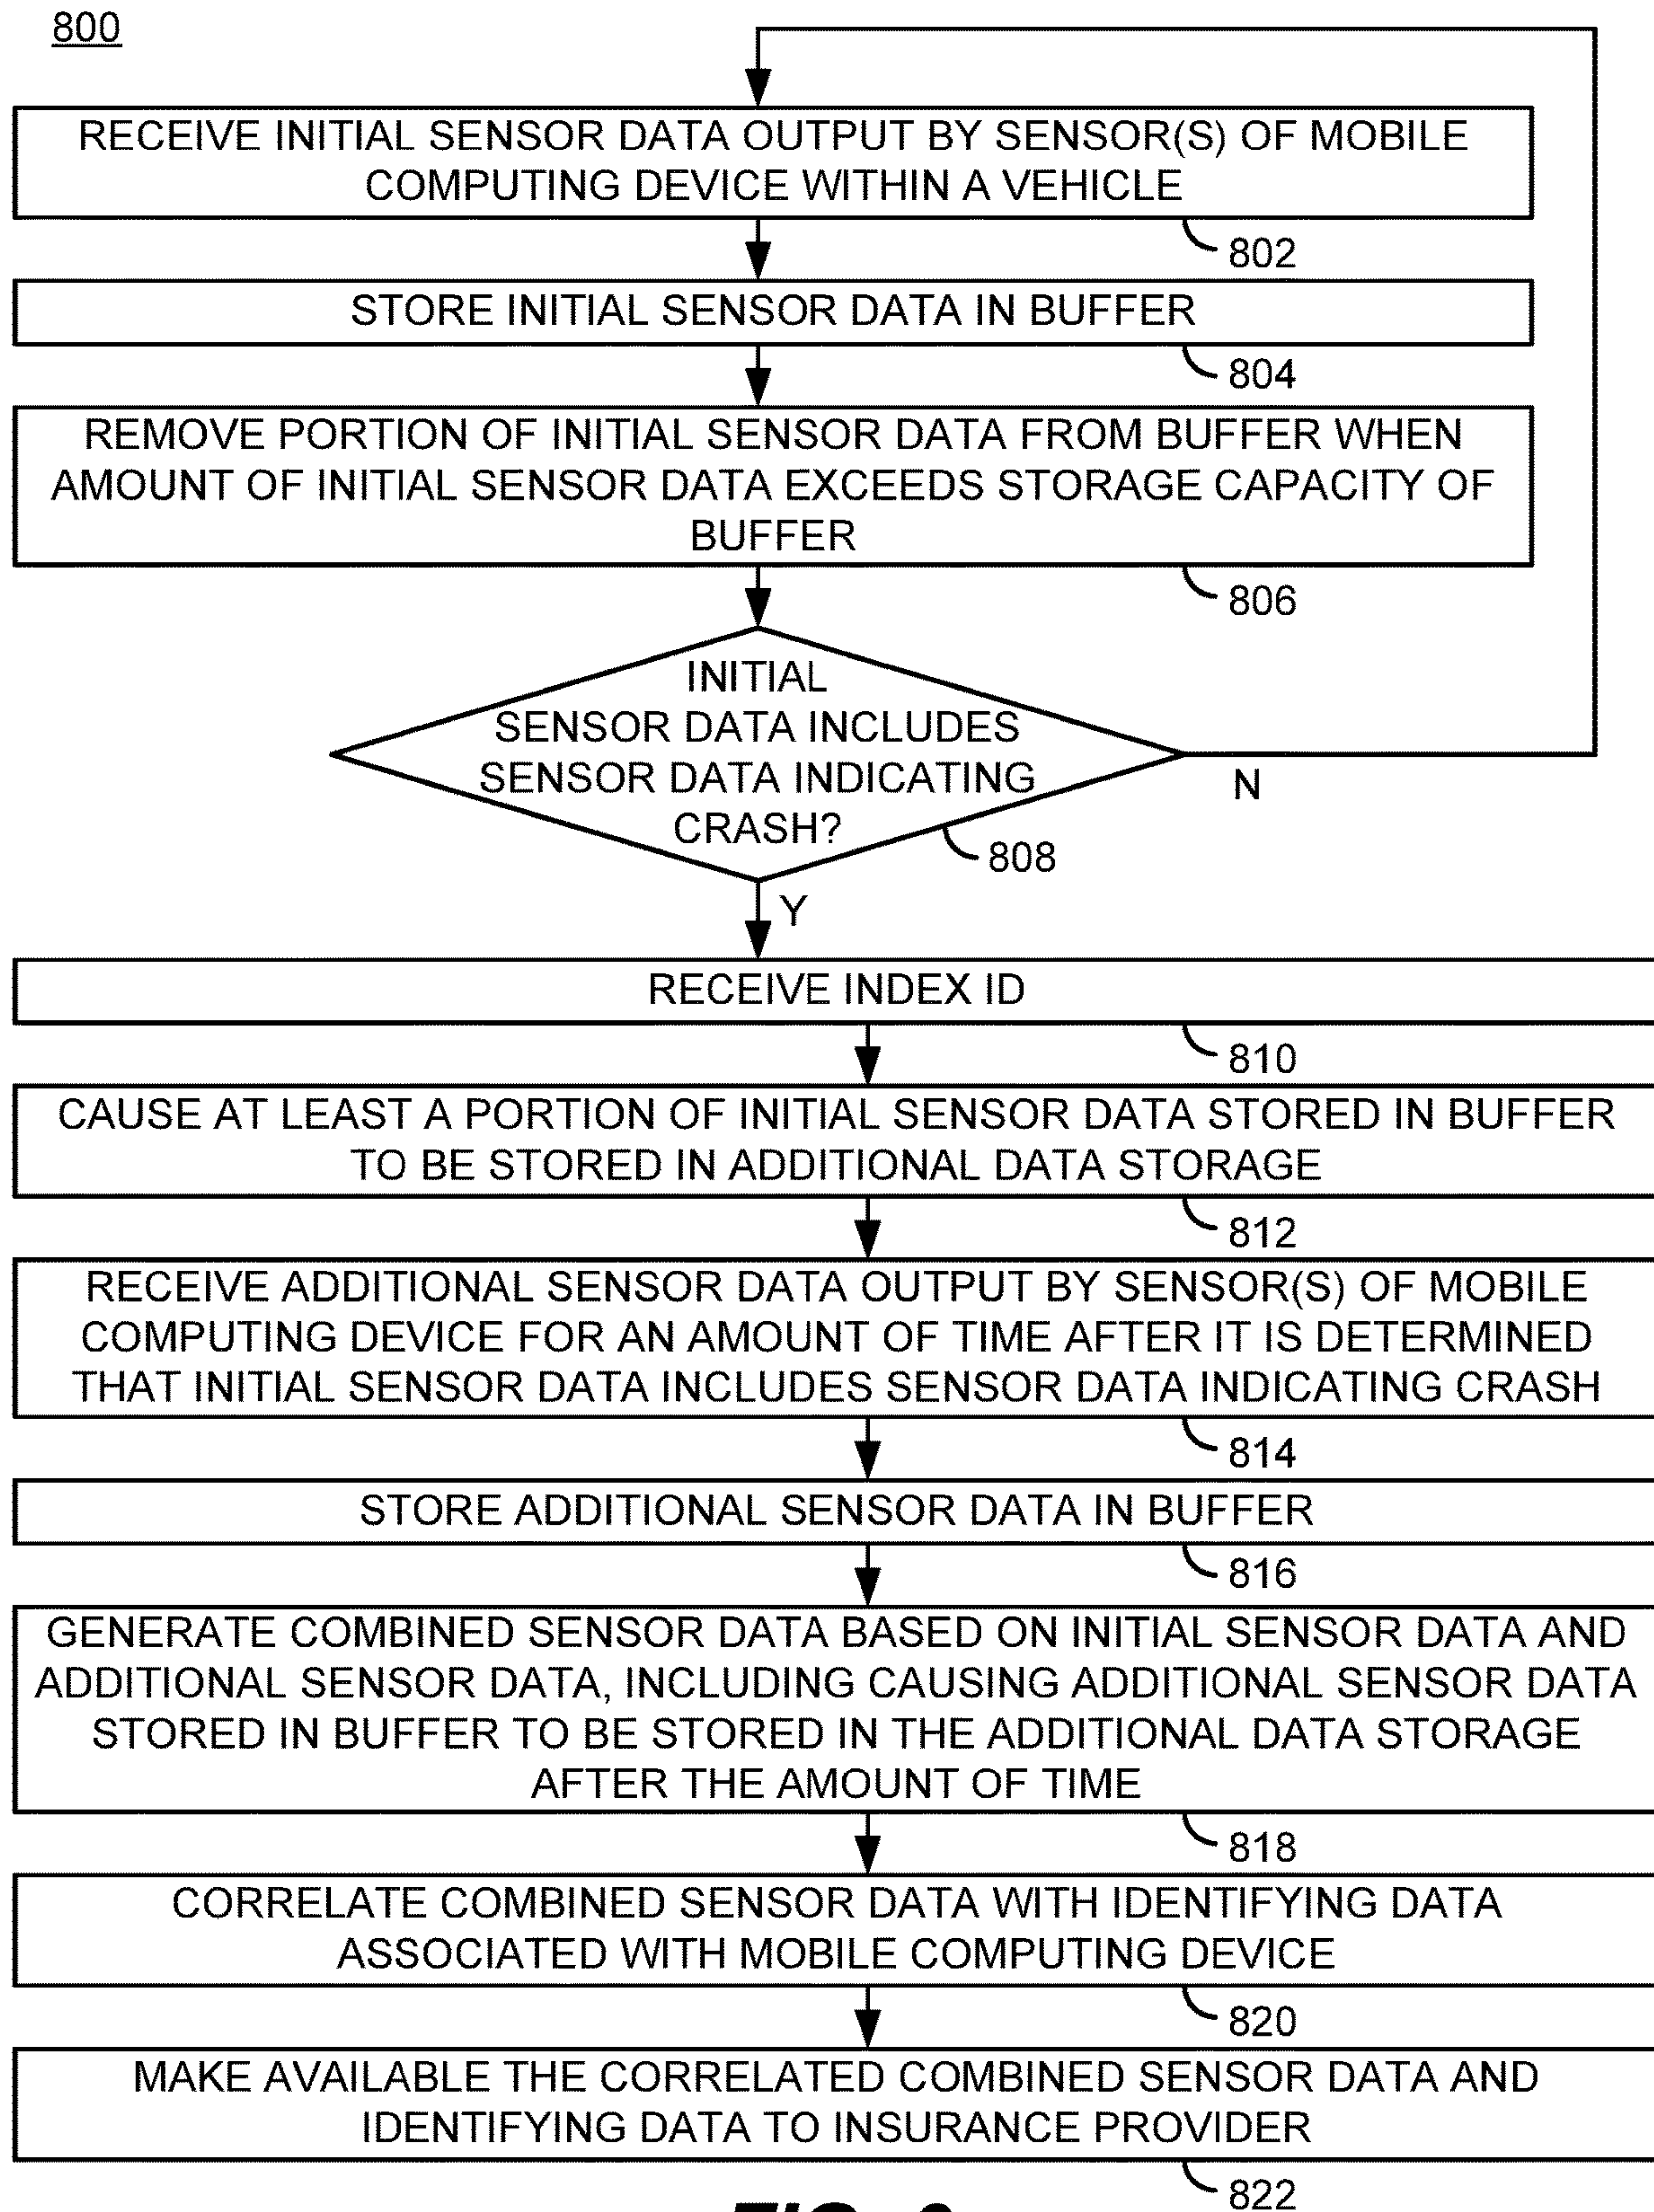 800
RECEIVE INITIAL SENSOR DATA OUTPUT BY SENSOR(S) OF MOBILE
COMPUTING DEVICE WITHIN A VEHICLE
802
STORE INITIAL SENSOR DATA IN BUFFER
804
REMOVE PORTION OF INITIAL SENSOR DATA FROM BUFFER WHEN
AMOUNT OF INITIAL SENSOR DATA EXCEEDS STORAGE CAPACITY OF
BUFFER
806
INITIAL
SENSOR DATA INCLUDES
SENSOR DATA INDICATING
CRASH?
N
808
Y
RECEIVE INDEX ID
810
CAUSE AT LEAST A PORTION OF INITIAL SENSOR DATA STORED IN BUFFER
TO BE STORED IN ADDITIONAL DATA STORAGE
812
RECEIVE ADDITIONAL SENSOR DATA OUTPUT BY SENSOR(S) OF MOBILE
COMPUTING DEVICE FOR AN AMOUNT OF TIME AFTER IT IS DETERMINED
THAT INITIAL SENSOR DATA INCLUDES SENSOR DATA INDICATING CRASH
814
STORE ADDITIONAL SENSOR DATA IN BUFFER
816
GENERATE COMBINED SENSOR DATA BASED ON INITIAL SENSOR DATA AND
ADDITIONAL SENSOR DATA, INCLUDING CAUSING ADDITIONAL SENSOR DATA
STORED IN BUFFER TO BE STORED IN THE ADDITIONAL DATA STORAGE
AFTER THE AMOUNT OF TIME
818
CORRELATE COMBINED SENSOR DATA WITH IDENTIFYING DATA
ASSOCIATED WITH MOBILE COMPUTING DEVICE
820
MAKE AVAILABLE THE CORRELATED COMBINED SENSOR DATA AND
IDENTIFYING DATA TO INSURANCE PROVIDER
822